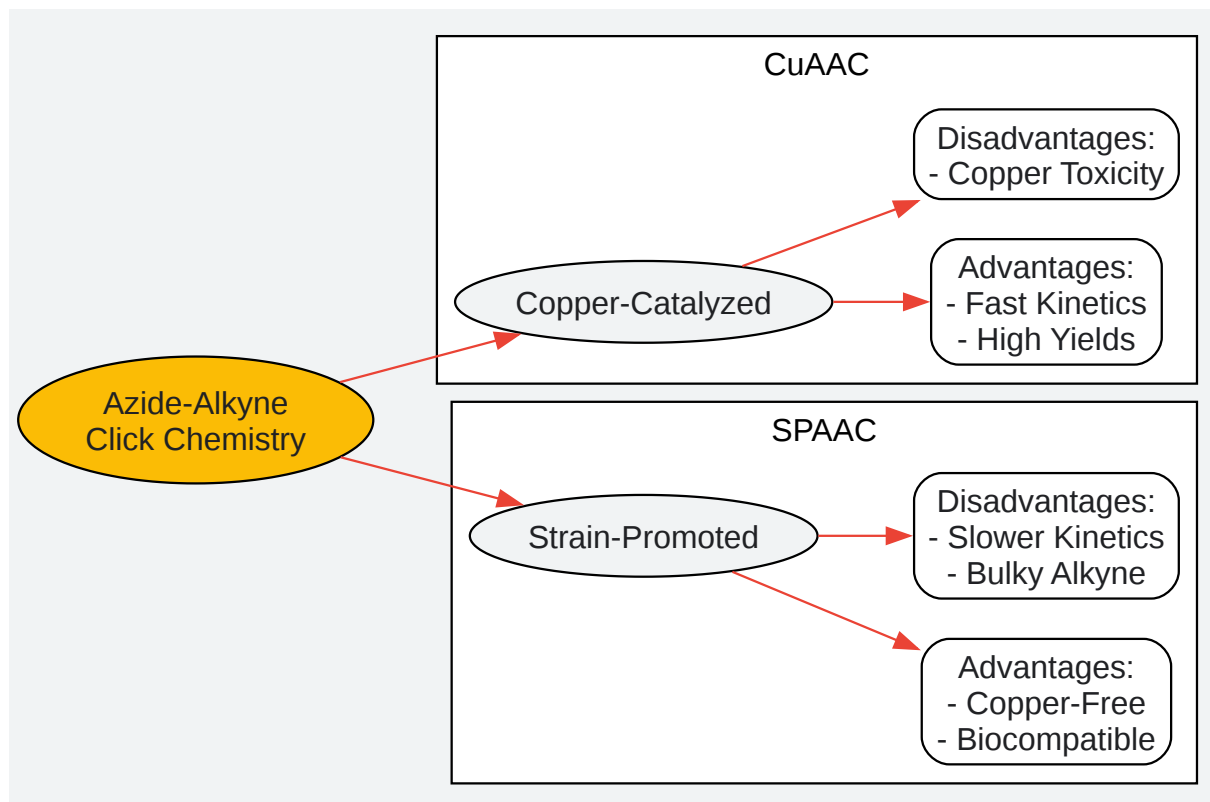 Azide-Alkyne
Click Chemistry
CuAAC
Copper-Catalyzed
Disadvantages:
- Copper Toxicity
Advantages:
- Fast Kinetics
- High Yields
SPAAC
Strain-Promoted
Disadvantages:
- Slower Kinetics
- Bulky Alkyne
Advantages:
- Copper-Free
- Biocompatible